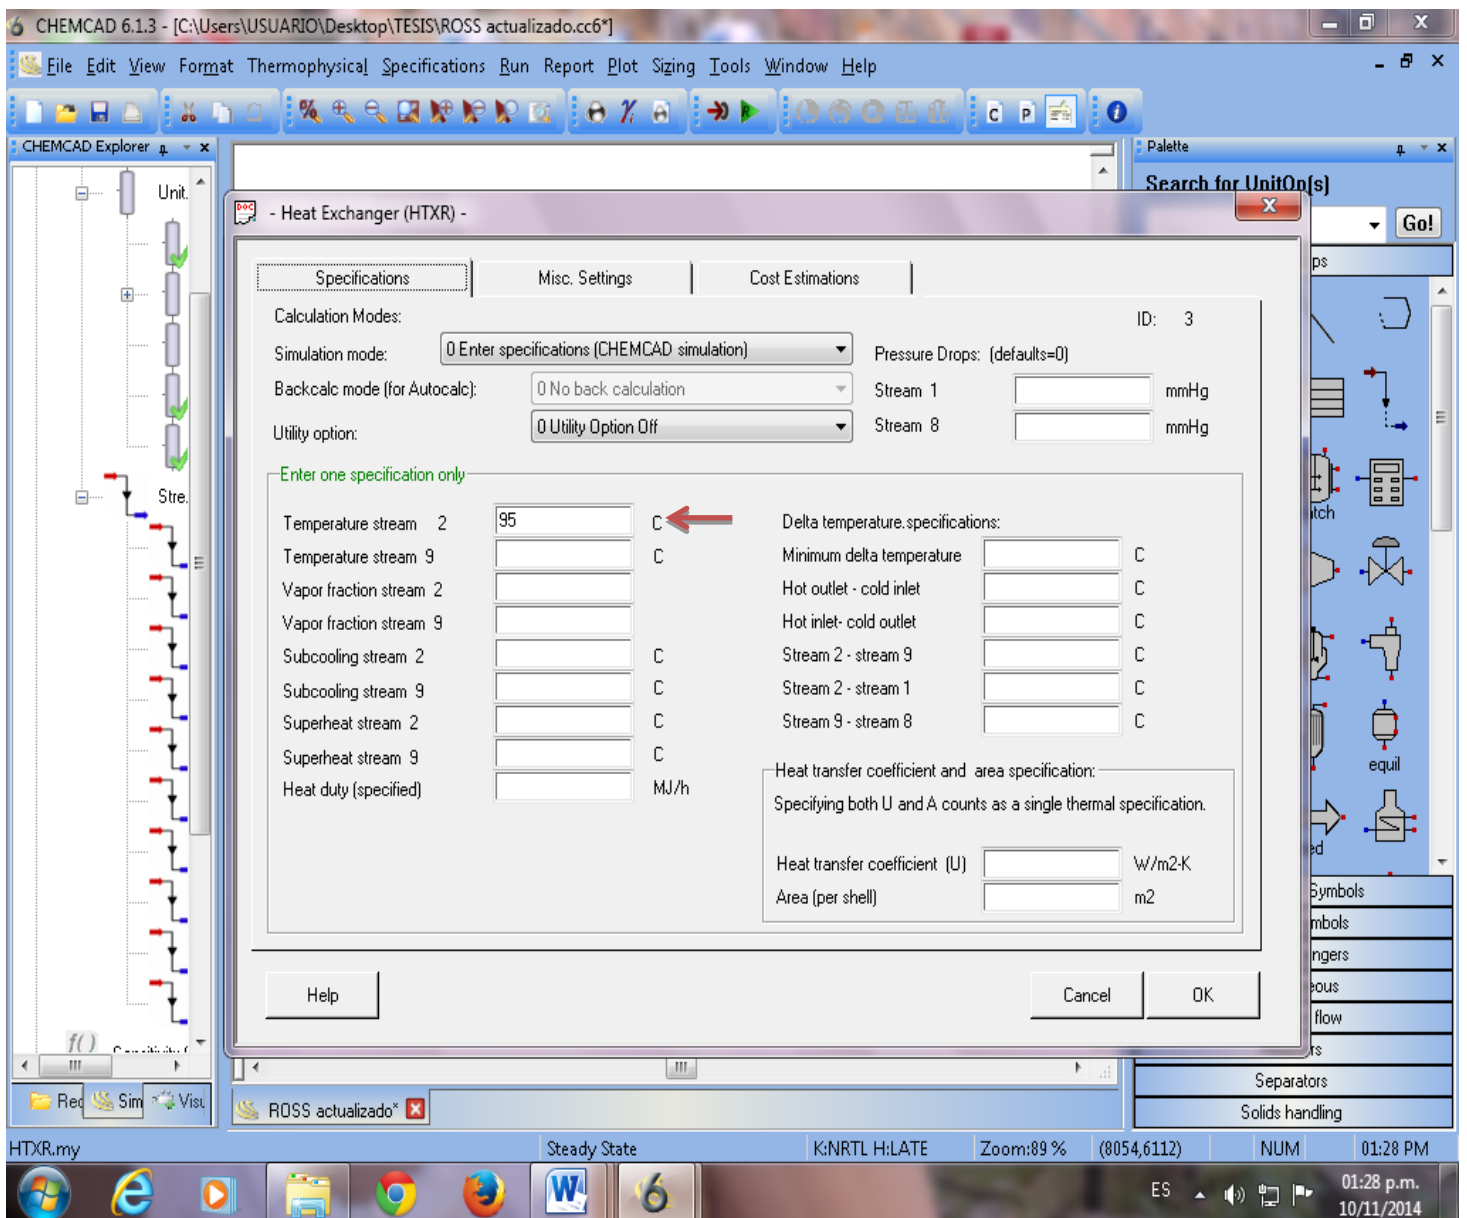 CHEMCAD 6.1.3 - [C:\Users\USUARIO\Desktop\TESIS\ROSS actualizado.cc6*]
File Edit View Format Thermophysical Specifications Run Report Plot Sizing Tools Window Help
C P
CHEMCAD Explorer
Unit.
Stre.
f( )
Red Sim Visu
- Heat Exchanger (HTXR) -
Specifications Misc. Settings Cost Estimations
Calculation Modes:
ID: 3
Simulation mode: 0 Enter specifications (CHEMCAD simulation)
Pressure Drops: (defaults=0)
Backcalc mode (for Autocalc): 0 No back calculation
Stream 1 mmHg
Utility option: 0 Utility Option Off
Stream 8 mmHg
Enter one specification only
Temperature stream 2 95 C
Temperature stream 9 C
Vapor fraction stream 2
Vapor fraction stream 9
Subcooling stream 2 C
Subcooling stream 9 C
Superheat stream 2 C
Superheat stream 9 C
Heat duty (specified) MJ/h
Delta temperature.specifications:
Minimum delta temperature C
Hot outlet - cold inlet C
Hot inlet- cold outlet C
Stream 2 - stream 9 C
Stream 2 - stream 1 C
Stream 9 - stream 8 C
Heat transfer coefficient and area specification:
Specifying both U and A counts as a single thermal specification.
Heat transfer coefficient (U) W/m2-K
Area (per shell) m2
Help Cancel OK
Palette
Search for UnitOp(s)
Go!
ps
tch
equil
ed
Symbols
mbols
ngers
eous
flow
rs
Separators
Solids handling
ROSS actualizado*
HTXR.my Steady State K:NRTL H:LATE Zoom:89 % (8054,6112) NUM 01:28 PM
ES 01:28 p.m.
10/11/2014